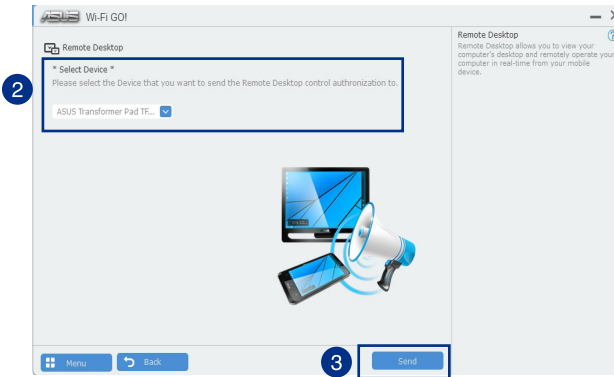 ASUS Wi-Fi GO!
Remote Desktop
* Select Device *
Please select the Device that you want to send the Remote Desktop control authronization to.
ASUS Transformer Pad TF...
2
3
Send
Menu
Back
Remote Desktop
Remote Desktop allows you to view your
computer's desktop and remotely operate your
computer in real-time from your mobile
device.